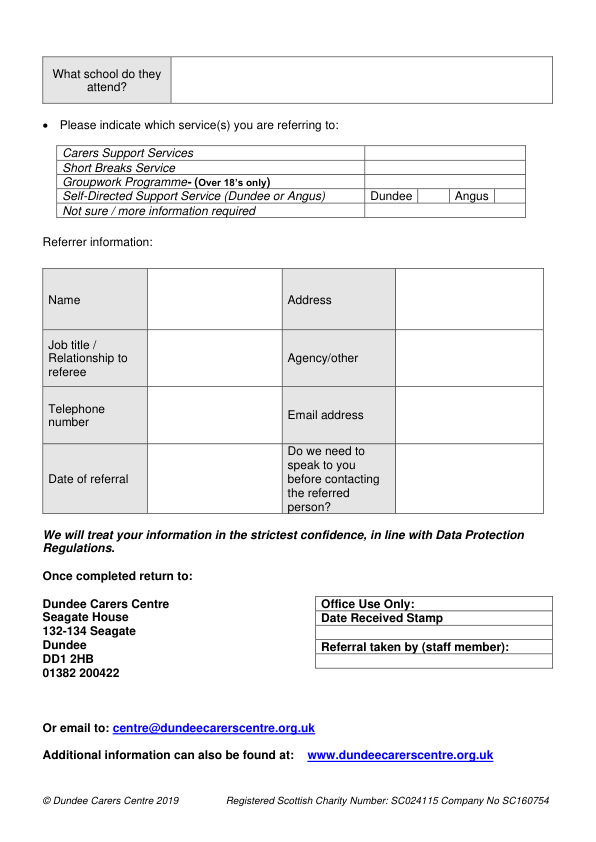 What school do they
attend?
• Please indicate which service(s) you are referring to:
Carers Support Services
Short Breaks Service
Groupwork Programme- (Over 18's only)
Self-Directed Support Service (Dundee or Angus) Dundee Angus
Not sure / more information required
Referrer information:
Name Address
Job title /
Relationship to
referee
Agency/other
Telephone
number
Email address
Date of referral
Do we need to
speak to you
before contacting
the referred
person?
We will treat your information in the strictest confidence, in line with Data Protection
Regulations.
Once completed return to:
Dundee Carers Centre
Seagate House
132-134 Seagate
Dundee
DD1 2HB
01382 200422
Office Use Only:
Date Received Stamp
Referral taken by (staff member):
Or email to: centre@dundeecarerscentre.org.uk
Additional information can also be found at: www.dundeecarerscentre.org.uk
© Dundee Carers Centre 2019 Registered Scottish Charity Number: SC024115 Company No SC160754